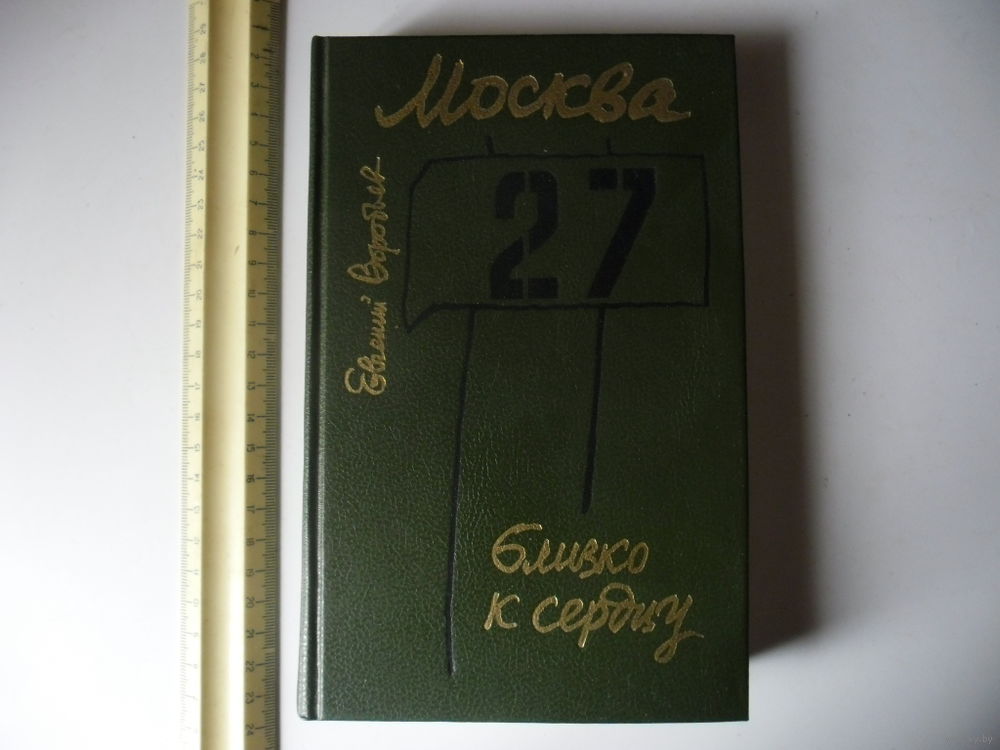 Москва
27
Евгений Воробьев
близко
к сердцу